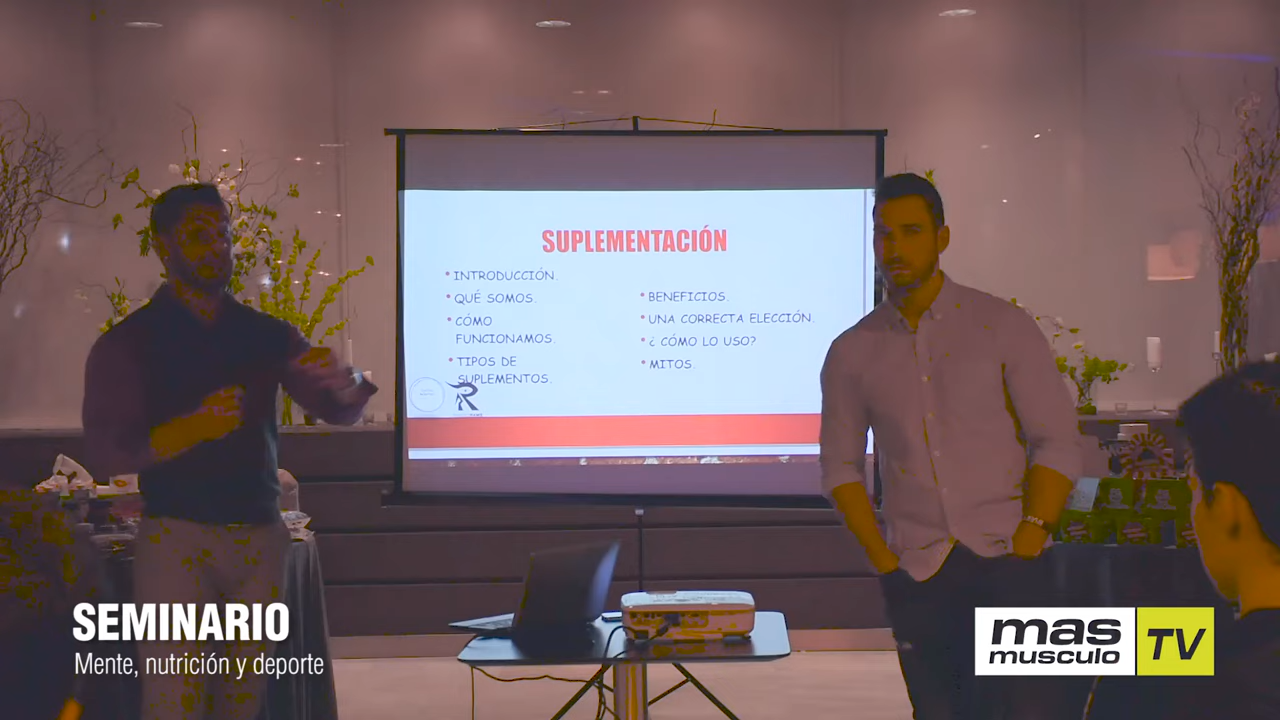 SUPLEMENTACIÓN
• INTRODUCCIÓN.
• QUÉ SOMOS.
• CÓMO
FUNCIONAMOS.
• TIPOS DE
SUPLEMENTOS.
• BENEFICIOS.
• UNA CORRECTA ELECCIÓN.
• ¿ CÓMO LO USO?
• MITOS.
SEMINARIO
Mente, nutrición y deporte
mas
musculo
TV